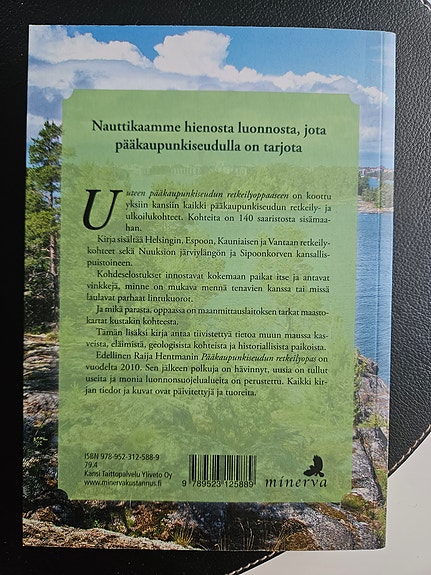 Nauttikaamme hienosta luonnosta, jota
pääkaupunkiseudulla on tarjota
Uuteen pääkaupunkiseudun retkeilyoppaaseen on koottu
yksiin kansiin kaikki pääkaupunkiseudun retkeily- ja
ulkoilukohteet. Kohteita on 140 saaristosta sisämaa-
han.
Kirja sisältää Helsingin, Espoon, Kauniaisen ja Vantaan retkeily-
kohteet sekä Nuuksion järviylängön ja Sipoonkorven kansallis-
puistoineen.
Kohdeselostukset innostavat kokemaan paikat itse ja antavat
vinkkejä, minne on mukava mennä tenavien kanssa tai missä
laulavat parhaat lintukuorot.
Ja mikä parasta, oppaassa on maanmittauslaitoksen tarkat maasto-
kartat kustakin kohteesta.
Tämän lisäksi kirja antaa tiivistettyä tietoa muun muassa kas-
veista, eläimistä, geologisista kohteista ja historiallisista paikoista.
Edellinen Raija Hentmanin Pääkaupunkiseudun retkeilyopas on
vuodelta 2010. Sen jälkeen polkuja on hävinnyt, uusia on tullut
useita ja monia luonnonsuojelualueita on perustettu. Kaikki kir-
jan tiedot ja kuvat ovat päivitettyjä ja tuoreita.
ISBN 978-952-312-588-9
79.4
Kansi Taittopalvelu Yliveto Oy
www.minervakustannus.fi
9 789523 125889
minerva